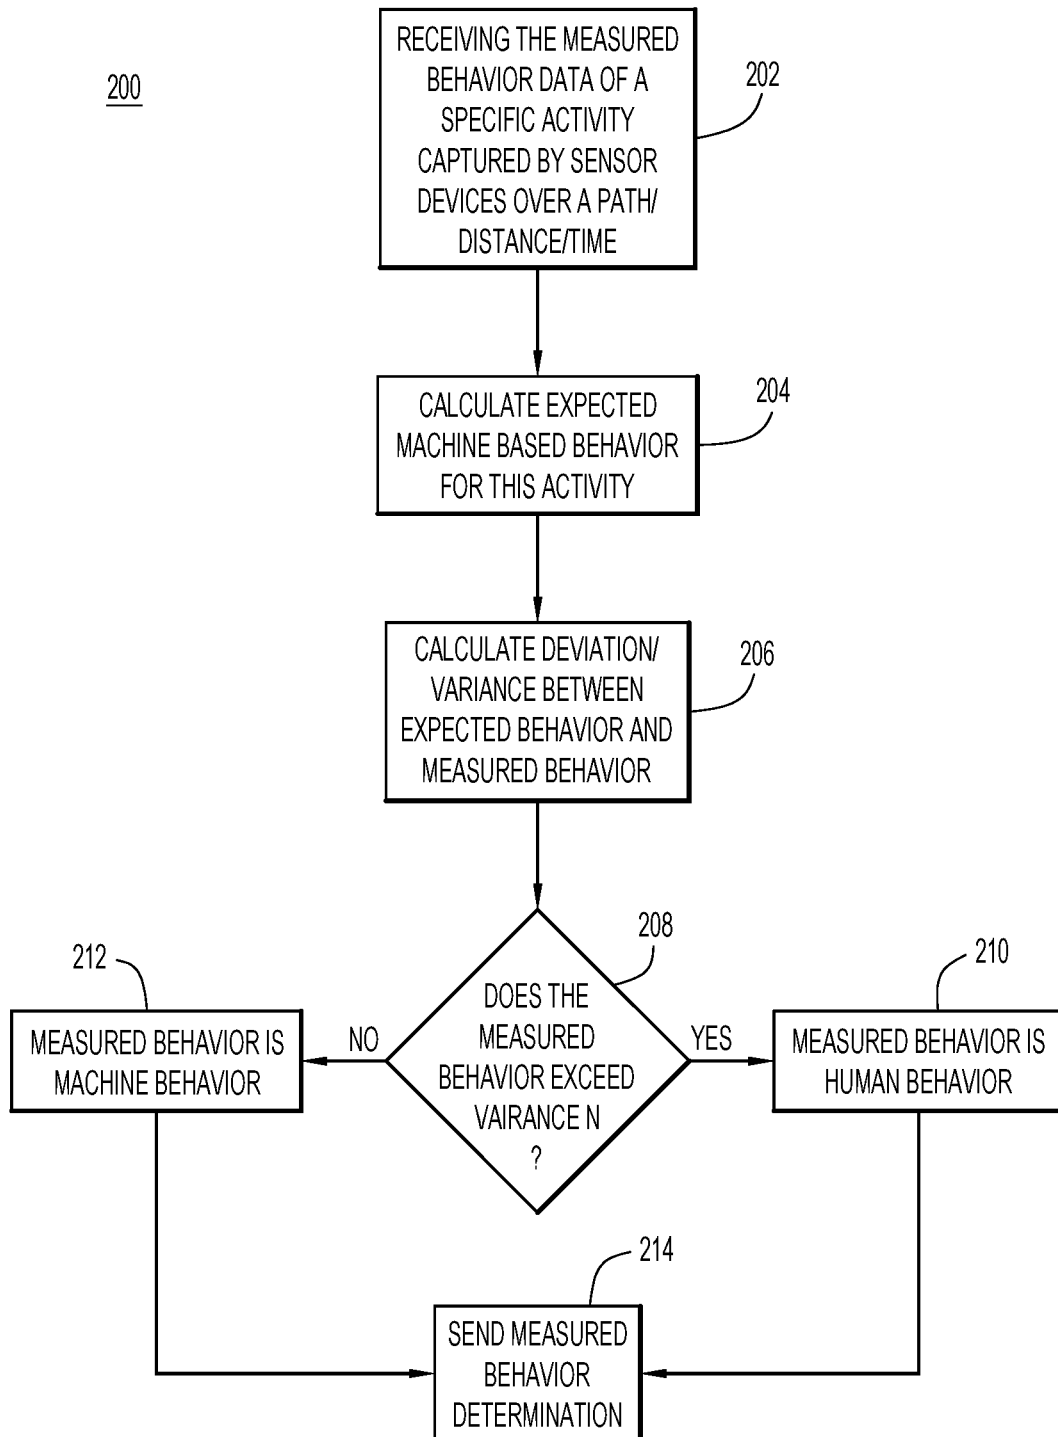 200
RECEIVING THE MEASURED
BEHAVIOR DATA OF A
SPECIFIC ACTIVITY
CAPTURED BY SENSOR
DEVICES OVER A PATH/
DISTANCE/TIME
202
CALCULATE EXPECTED
MACHINE BASED BEHAVIOR
FOR THIS ACTIVITY
204
CALCULATE DEVIATION/
VARIANCE BETWEEN
EXPECTED BEHAVIOR AND
MEASURED BEHAVIOR
206
DOES THE
MEASURED
BEHAVIOR EXCEED
VAIRANCE N
?
208
NO
YES
212
MEASURED BEHAVIOR IS
MACHINE BEHAVIOR
210
MEASURED BEHAVIOR IS
HUMAN BEHAVIOR
214
SEND MEASURED
BEHAVIOR
DETERMINATION